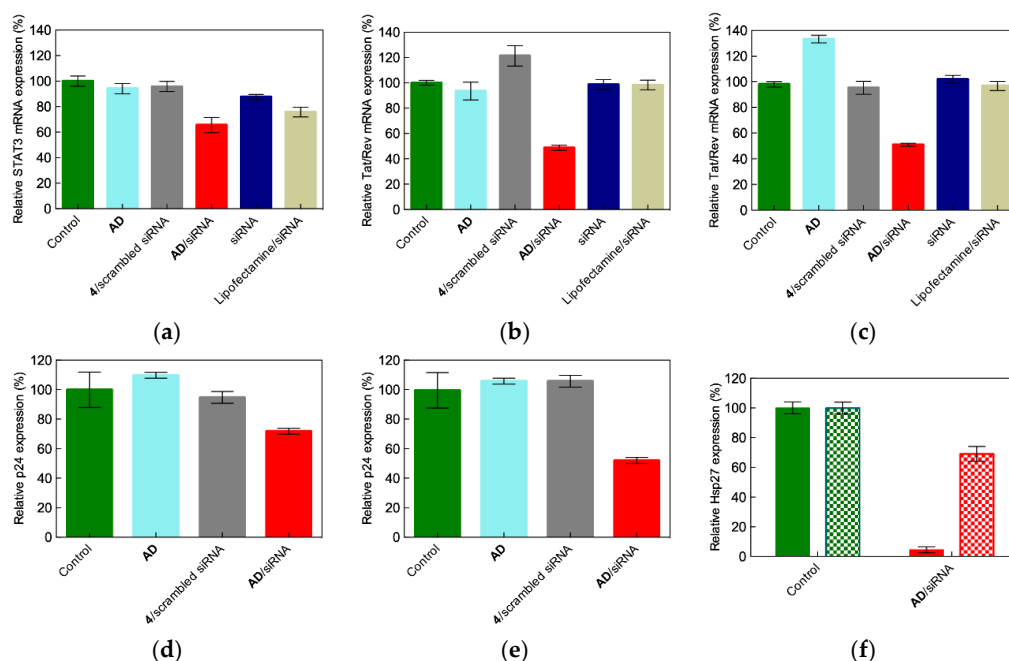 Relative STAT3 mRNA expression (%)
140
120
100
80
60
40
20
0
Control
AD
4/scrambled siRNA
AD/siRNA
siRNA
Lipofectamine/siRNA
(a)
Relative Tat/Rev mRNA expression (%)
140
120
100
80
60
40
20
0
Control
AD
4/scrambled siRNA
AD/siRNA
siRNA
Lipofectamine/siRNA
(b)
Relative Tat/Rev mRNA expression (%)
140
120
100
80
60
40
20
0
Control
AD
4/scrambled siRNA
AD/siRNA
siRNA
Lipofectamine/siRNA
(c)
Relative p24 expression (%)
120
100
80
60
40
20
0
Control
AD
4/scrambled siRNA
AD/siRNA
(d)
Relative p24 expression (%)
120
100
80
60
40
20
0
Control
AD
4/scrambled siRNA
AD/siRNA
(e)
Relative Hsp27 expression (%)
120
100
80
60
40
20
0
Control
AD/siRNA
(f)